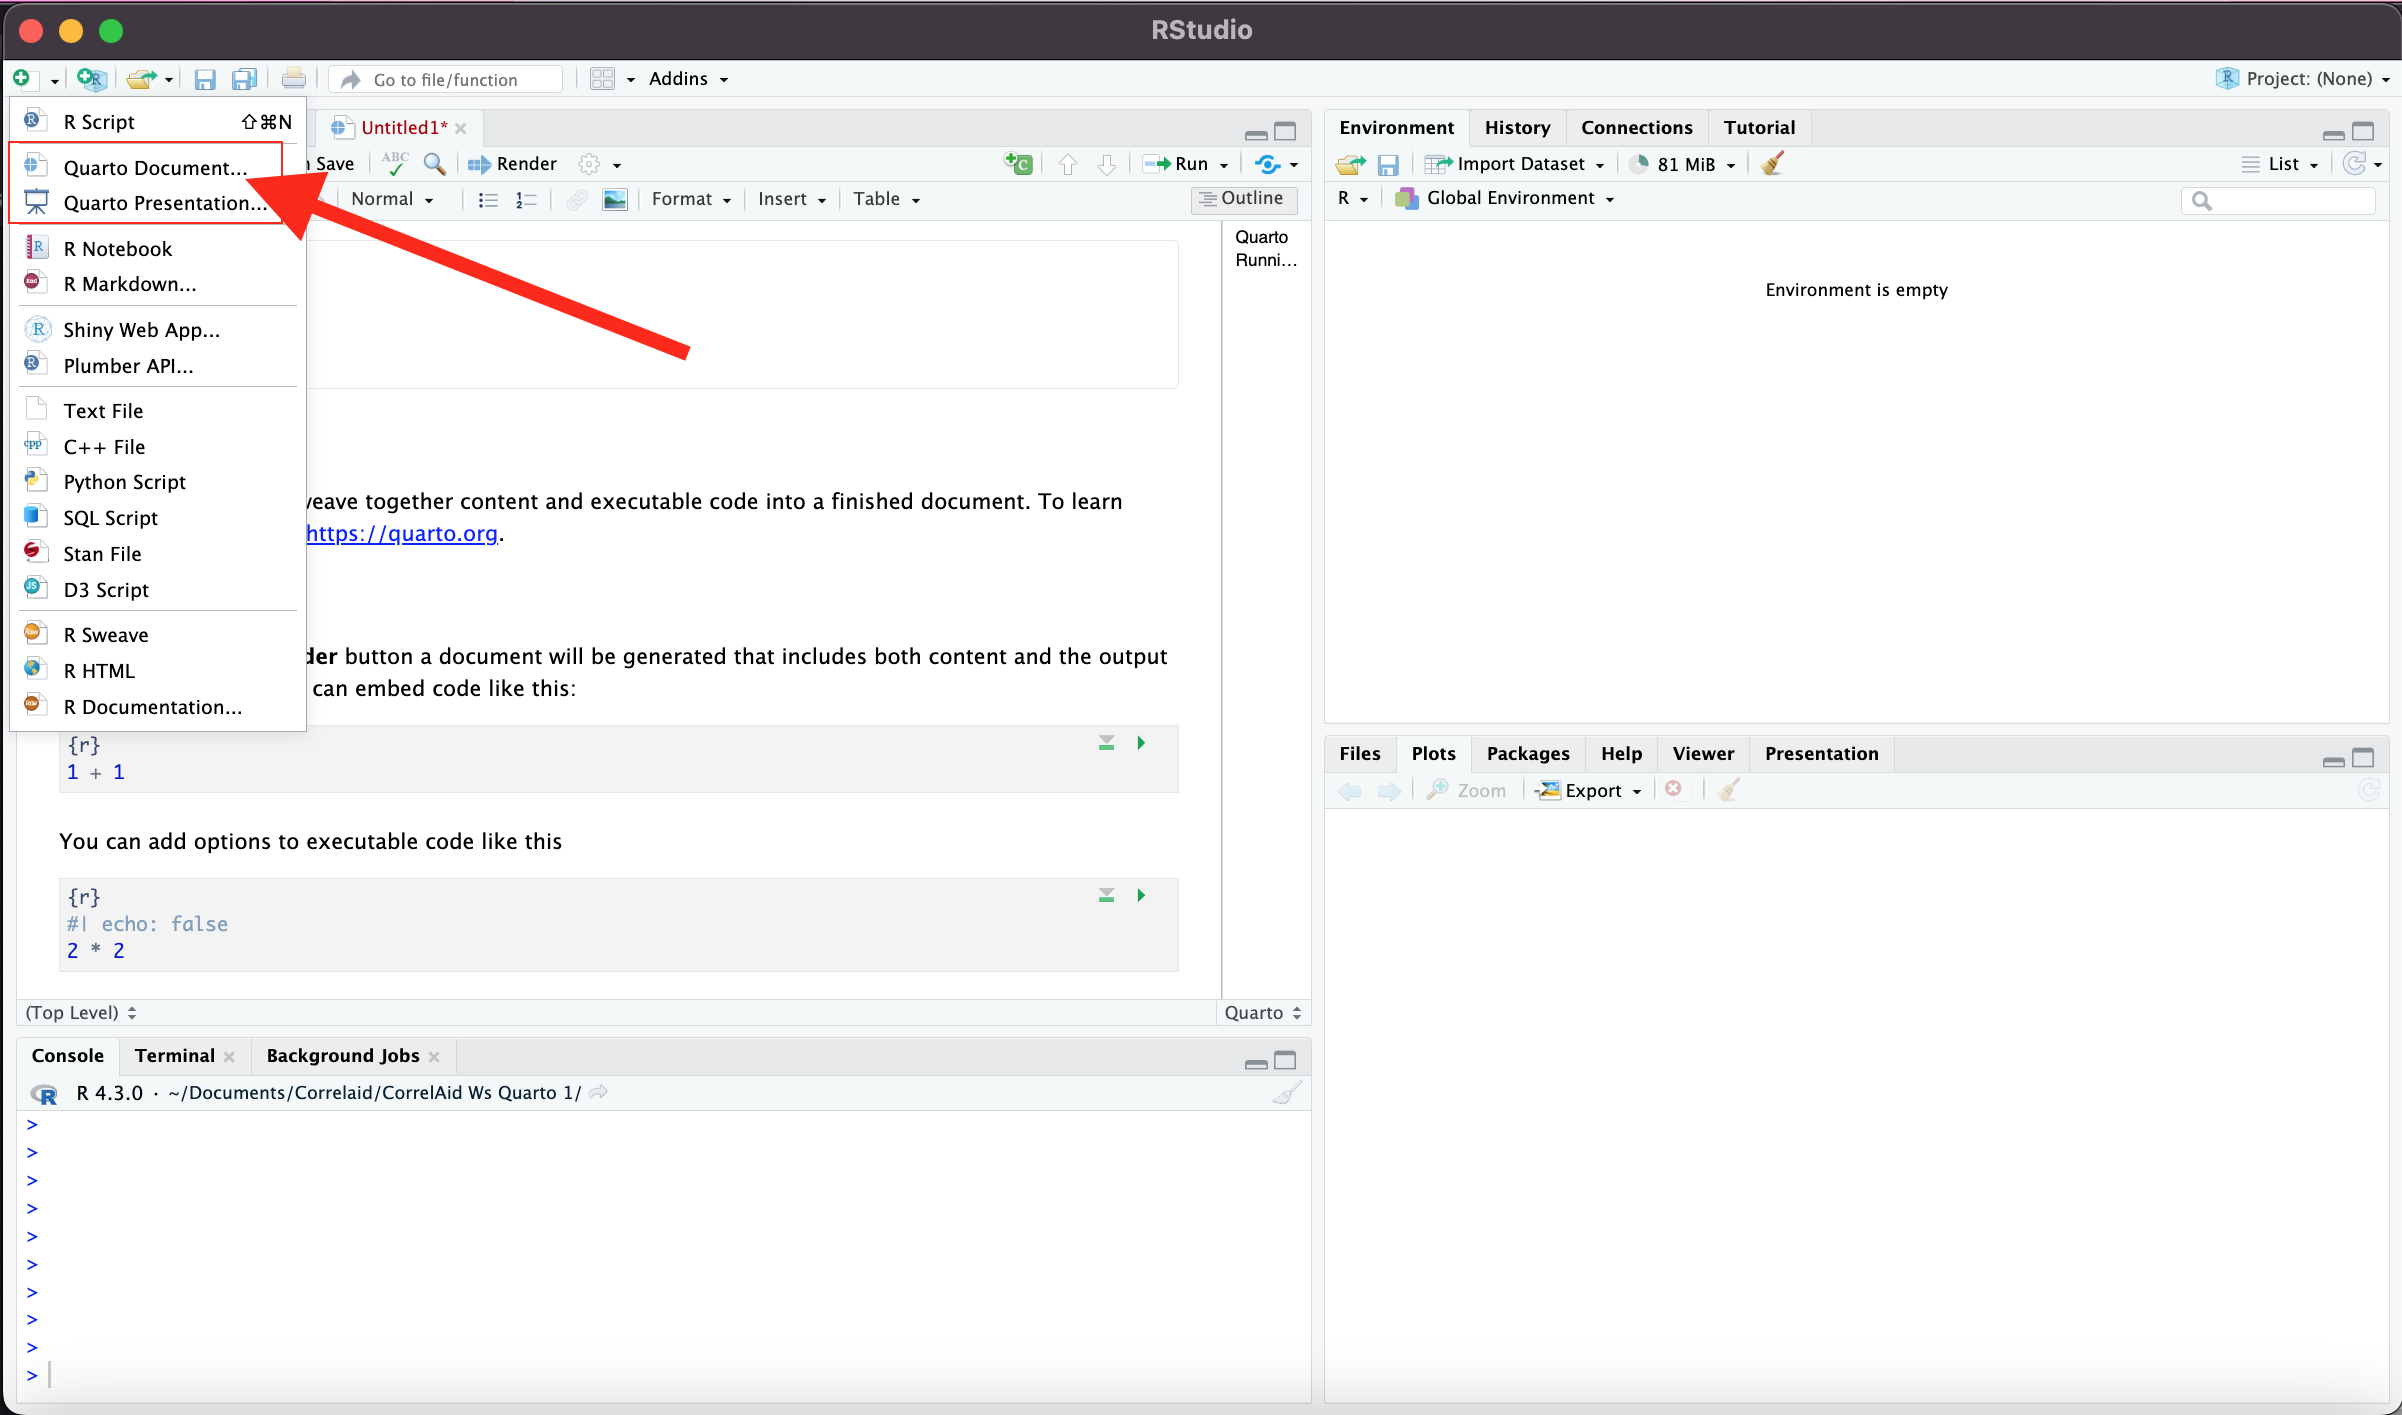 RStudio
Go to file/function
Addins
Project: (None)
R Script ⇧⌘N
Quarto Document...
Quarto Presentation...
R Notebook
R Markdown...
Shiny Web App...
Plumber API...
Text File
C++ File
Python Script
SQL Script
Stan File
D3 Script
R Sweave
R HTML
R Documentation...
Untitled1*
Save
ABC
Render
Run
Normal
Format
Insert
Table
Outline
Quarto
Runni...
weave together content and executable code into a finished document. To learn
https://quarto.org.
der button a document will be generated that includes both content and the output
can embed code like this:
{r}
1 + 1
You can add options to executable code like this
{r}
#| echo: false
2 * 2
(Top Level)
Quarto
Console
Terminal
Background Jobs
R 4.3.0 · ~/Documents/Correlaid/CorrelAid Ws Quarto 1/
>
>
>
>
>
>
>
>
>
>
Environment
History
Connections
Tutorial
Import Dataset
81 MiB
List
R
Global Environment
Environment is empty
Files
Plots
Packages
Help
Viewer
Presentation
Zoom
Export